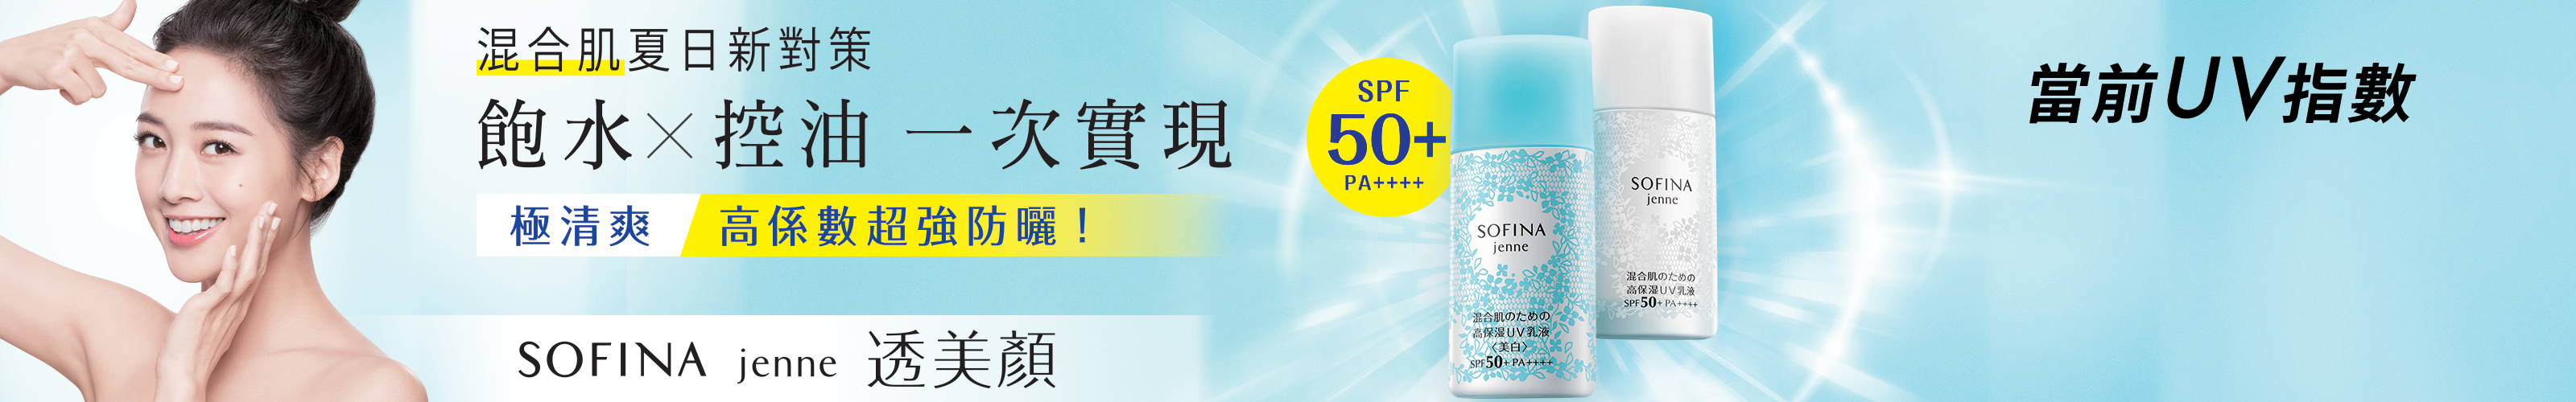 混合肌夏日新對策
飽水×控油 一次實現
極清爽 高係數超強防曬！
SOFINA jenne 透美顏
SPF
50+
PA++++
SOFINA
jenne
混合肌のための
高保湿UV乳液
〈美白〉
SPF50+ PA++++
SOFINA
jenne
混合肌のための
高保湿UV乳液
SPF50+ PA++++
當前UV指數